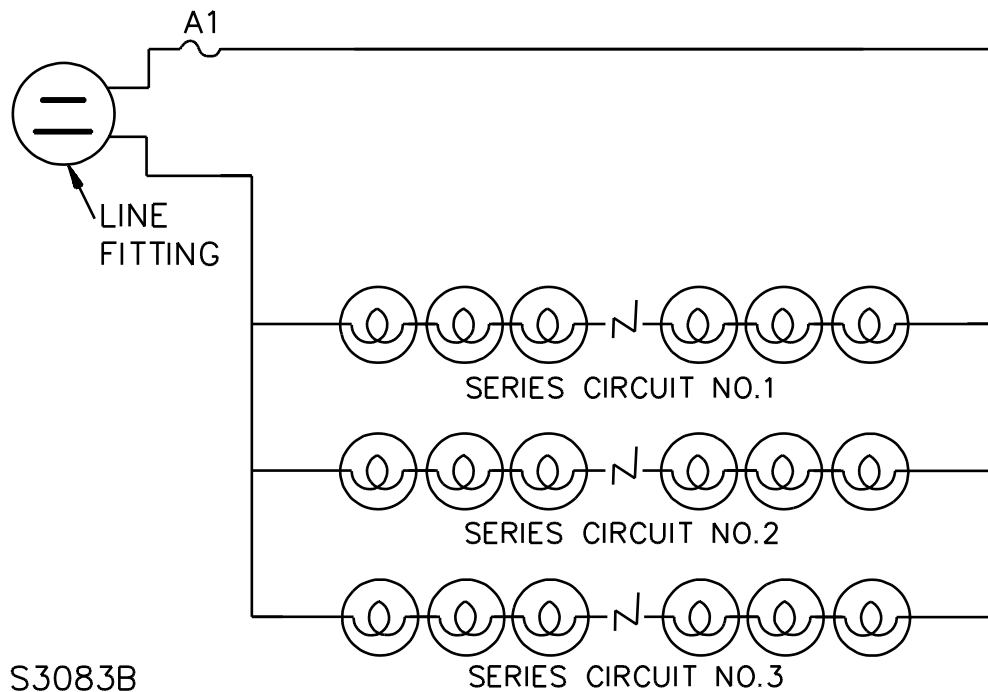 A1
LINE
FITTING
SERIES CIRCUIT NO.1
SERIES CIRCUIT NO.2
SERIES CIRCUIT NO.3
S3083B